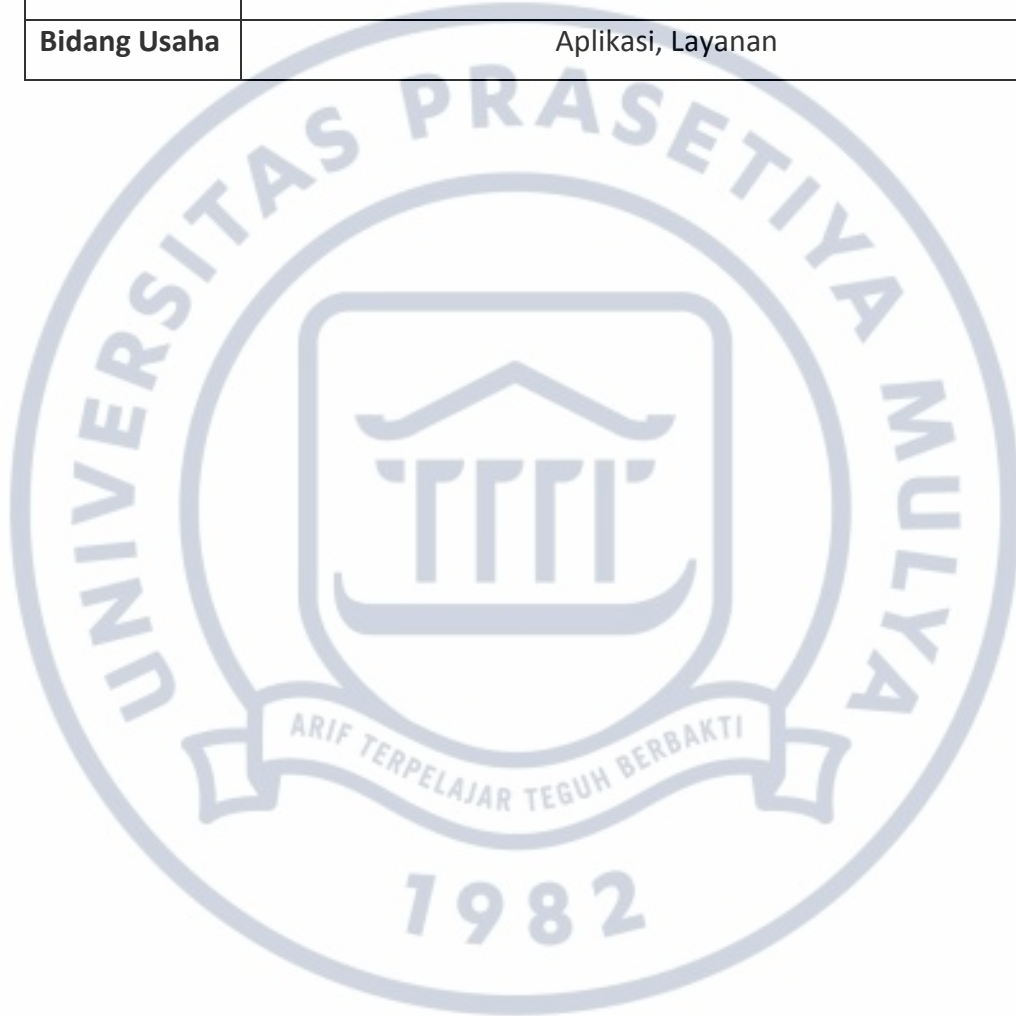 Bidang Usaha Aplikasi, Layanan
UNIVERSITAS PRASETIYA MULYA
ARIF TERPELAJAR TEGUH BERBAKTI
1982